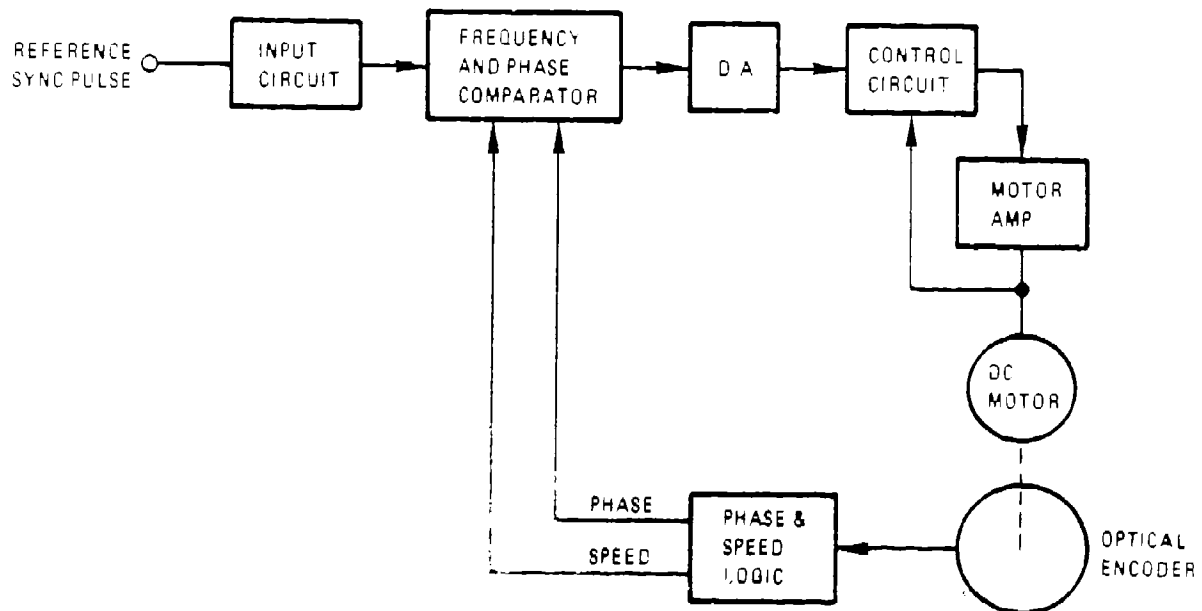 REFERENCE
SYNC PULSE
INPUT
CIRCUIT
FREQUENCY
AND PHASE
COMPARATOR
D A
CONTROL
CIRCUIT
MOTOR
AMP
DC
MOTOR
PHASE
SPEED
PHASE &
SPEED
LOGIC
OPTICAL
ENCODER